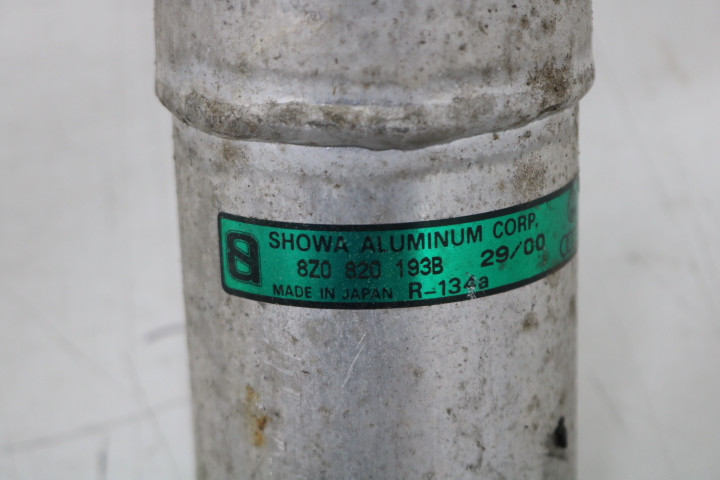 SHOWA ALUMINUM CORP.
8Z0 820 193B 29/00
MADE IN JAPAN R-134a